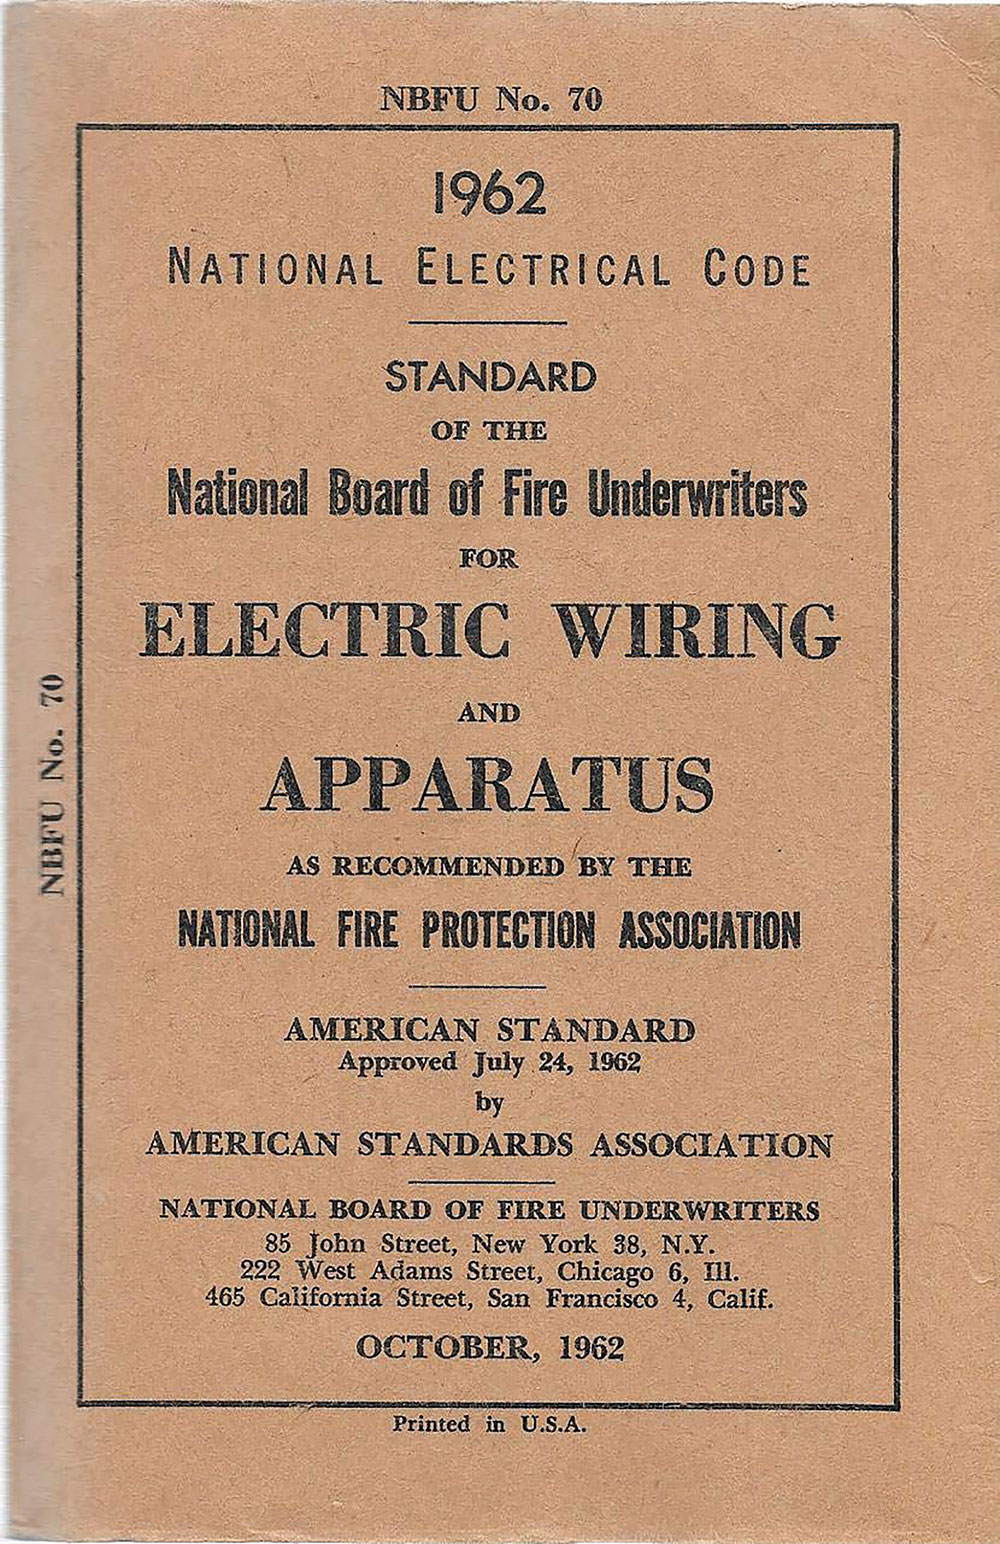 NBFU No. 70
1962
NATIONAL ELECTRICAL CODE
STANDARD
OF THE
National Board of Fire Underwriters
FOR
ELECTRIC WIRING
AND
APPARATUS
AS RECOMMENDED BY THE
NATIONAL FIRE PROTECTION ASSOCIATION
AMERICAN STANDARD
Approved July 24, 1962
by
AMERICAN STANDARDS ASSOCIATION
NATIONAL BOARD OF FIRE UNDERWRITERS
85 John Street, New York 38, N.Y.
222 West Adams Street, Chicago 6, Ill.
465 California Street, San Francisco 4, Calif.
OCTOBER, 1962
Printed in U.S.A.
NBFU No. 70